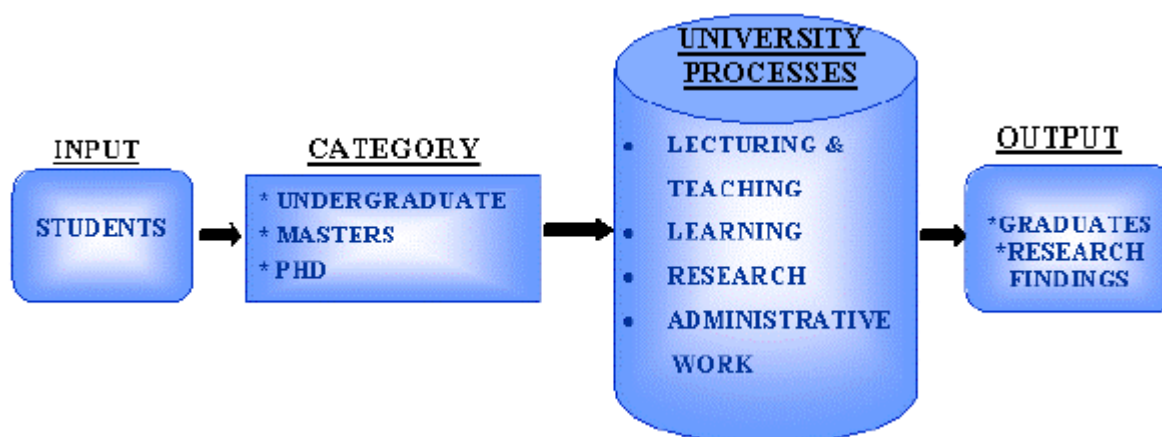 INPUT
STUDENTS
CATEGORY
* UNDERGRADUATE
* MASTERS
* PHD
UNIVERSITY
PROCESSES
• LECTURING &
TEACHING
• LEARNING
• RESEARCH
• ADMINISTRATIVE
WORK
OUTPUT
*GRADUATES
*RESEARCH
FINDINGS